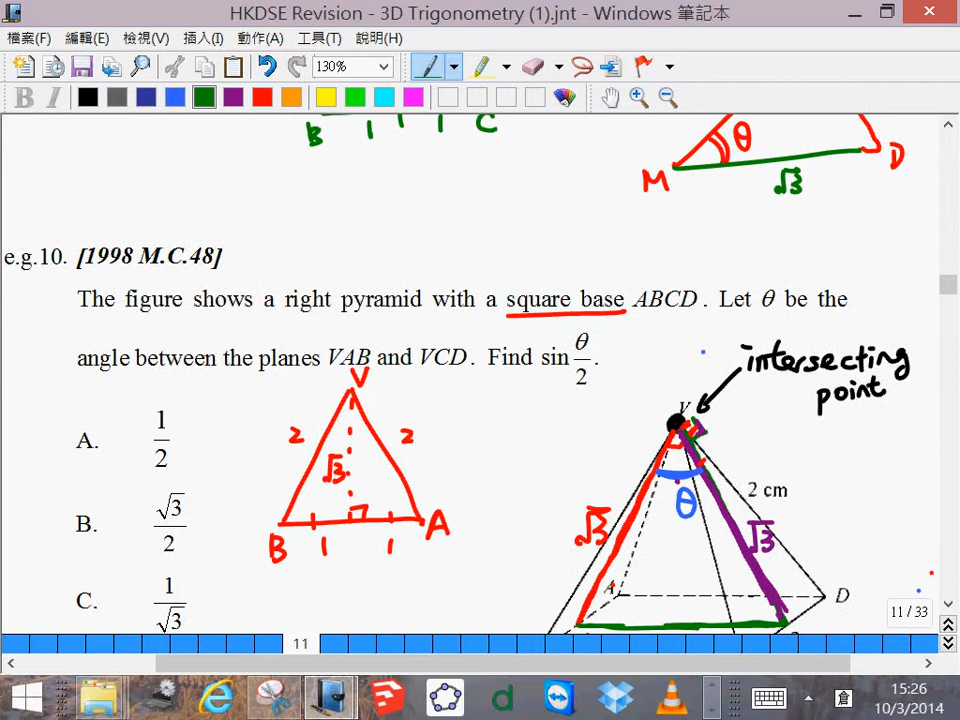 HKDSE Revision - 3D Trigonometry (1).jnt - Windows 筆記本
檔案(F) 編輯(E) 檢視(V) 插入(I) 動作(A) 工具(T) 說明(H)
130%
B I
B 1 1 C
θ
M √3 D
e.g.10. [1998 M.C.48]
The figure shows a right pyramid with a square base ABCD. Let θ be the
angle between the planes VAB and VCD. Find sin θ/2.
intersecting
point
V
V
A. 1/2
2 2
√3
B 1 1 A
θ
2 cm
√3 √3
B. √3/2
A D
C. 1/√3
11 / 33
11
d
倉
15:26
10/3/2014